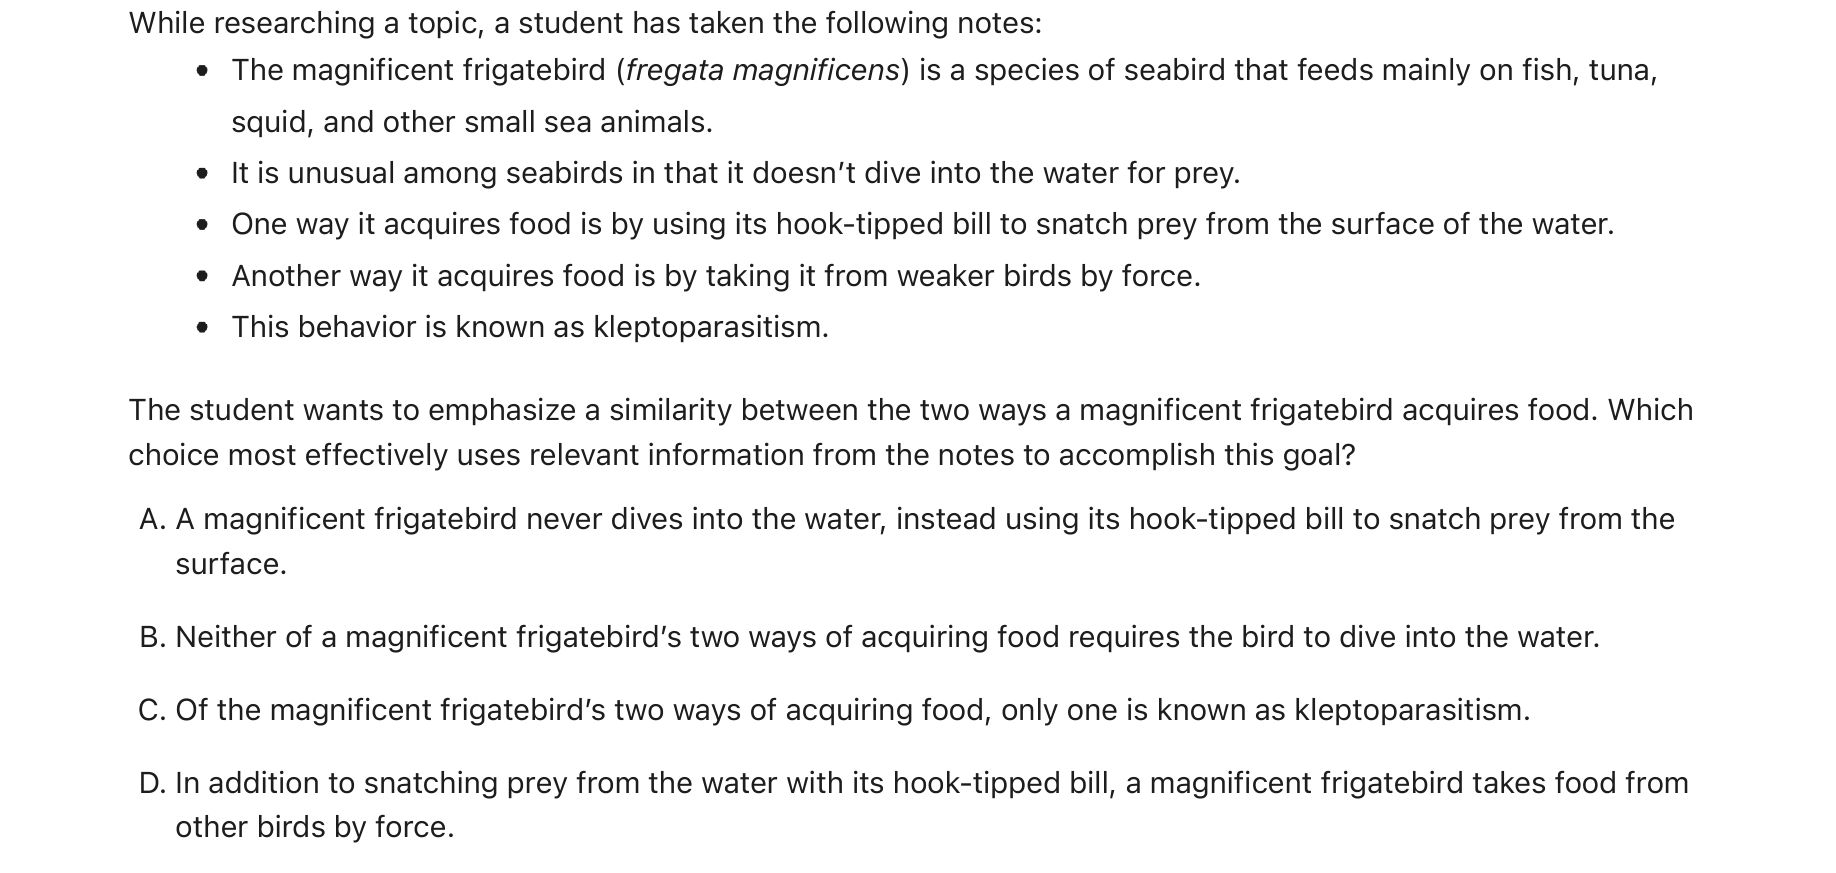 While researching a topic, a student has taken the following notes:
• The magnificent frigatebird (fregata magnificens) is a species of seabird that feeds mainly on fish, tuna,
squid, and other small sea animals.
• It is unusual among seabirds in that it doesn’t dive into the water for prey.
• One way it acquires food is by using its hook-tipped bill to snatch prey from the surface of the water.
• Another way it acquires food is by taking it from weaker birds by force.
• This behavior is known as kleptoparasitism.
The student wants to emphasize a similarity between the two ways a magnificent frigatebird acquires food. Which
choice most effectively uses relevant information from the notes to accomplish this goal?
A. A magnificent frigatebird never dives into the water, instead using its hook-tipped bill to snatch prey from the
surface.
B. Neither of a magnificent frigatebird’s two ways of acquiring food requires the bird to dive into the water.
C. Of the magnificent frigatebird’s two ways of acquiring food, only one is known as kleptoparasitism.
D. In addition to snatching prey from the water with its hook-tipped bill, a magnificent frigatebird takes food from
other birds by force.